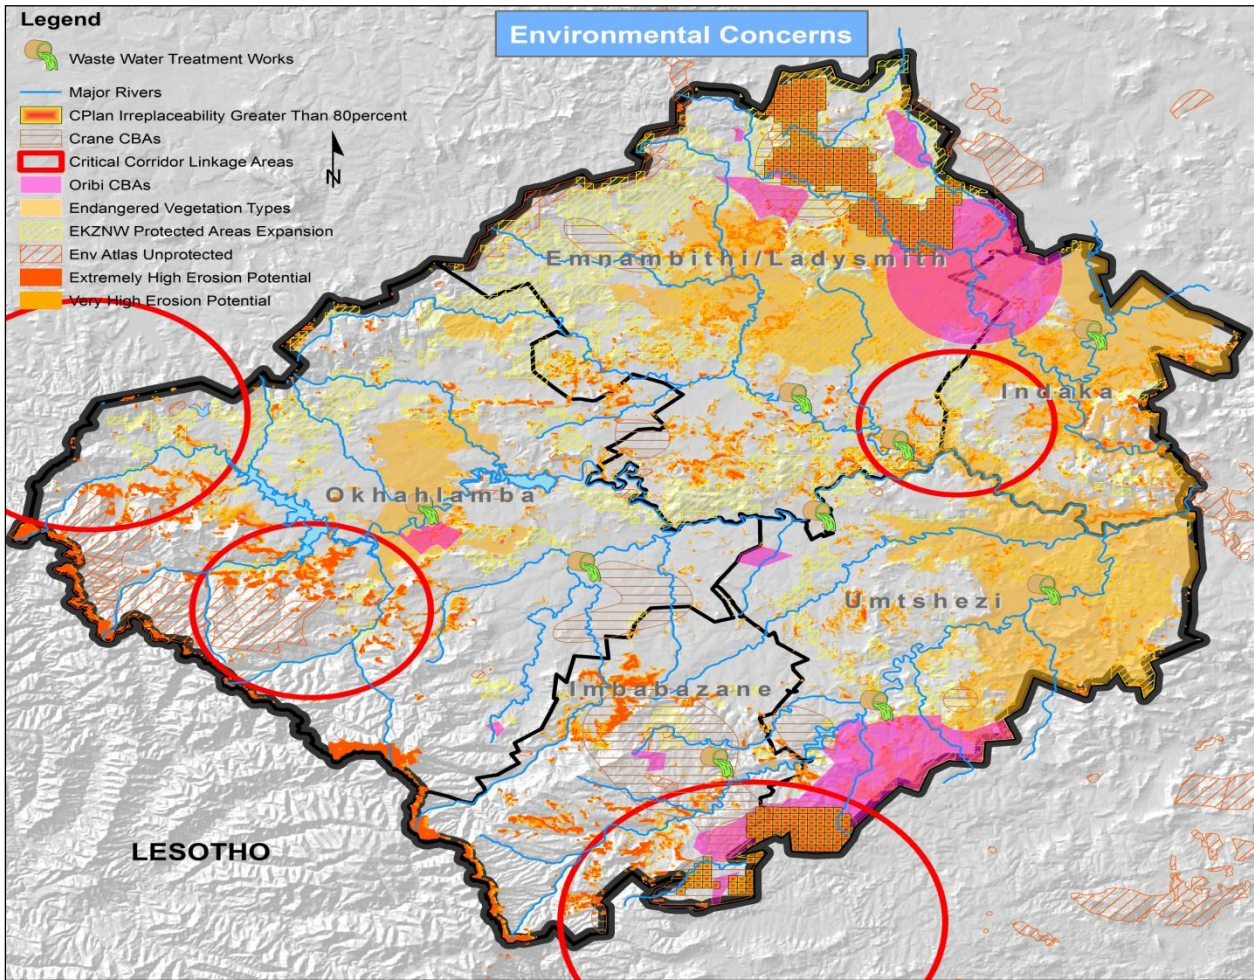 Legend
Environmental Concerns
Waste Water Treatment Works
Major Rivers
CPlan Irreplaceability Greater Than 80percent
Crane CBAs
Critical Corridor Linkage Areas
N
Oribi CBAs
Endangered Vegetation Types
EKZNW Protected Areas Expansion
Env Atlas Unprotected
Extremely High Erosion Potential
Very High Erosion Potential
Emnambithi/Ladysmith
Indaka
Okhahlamba
Umtshezi
Imbabazane
LESOTHO